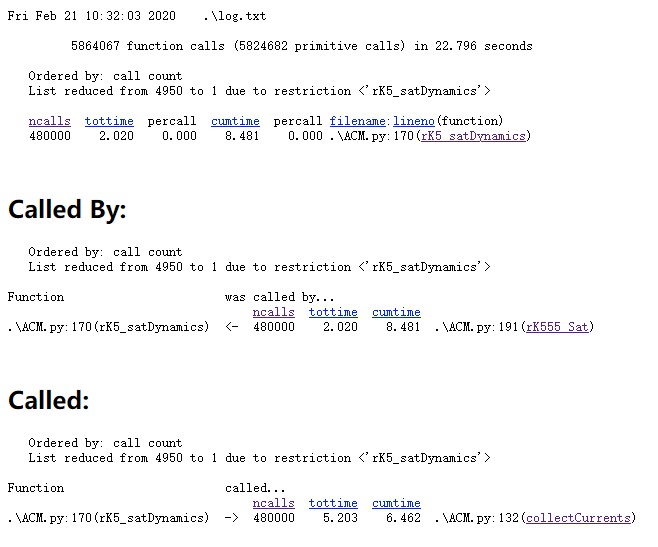 Fri Feb 21 10:32:03 2020    .\log.txt
5864067 function calls (5824682 primitive calls) in 22.796 seconds
Ordered by: call count
List reduced from 4950 to 1 due to restriction <'rK5_satDynamics'>
ncalls  tottime  percall  cumtime  percall filename:lineno(function)
480000    2.020    0.000    8.481    0.000 .\ACM.py:170(rK5_satDynamics)
Called By:
Ordered by: call count
List reduced from 4950 to 1 due to restriction <'rK5_satDynamics'>
Function                        was called by...
ncalls  tottime  cumtime
.\ACM.py:170(rK5_satDynamics)  <-  480000    2.020    8.481  .\ACM.py:191(rK555_Sat)
Called:
Ordered by: call count
List reduced from 4950 to 1 due to restriction <'rK5_satDynamics'>
Function                        called...
ncalls  tottime  cumtime
.\ACM.py:170(rK5_satDynamics)  ->  480000    5.203    6.462  .\ACM.py:132(collectCurrents)